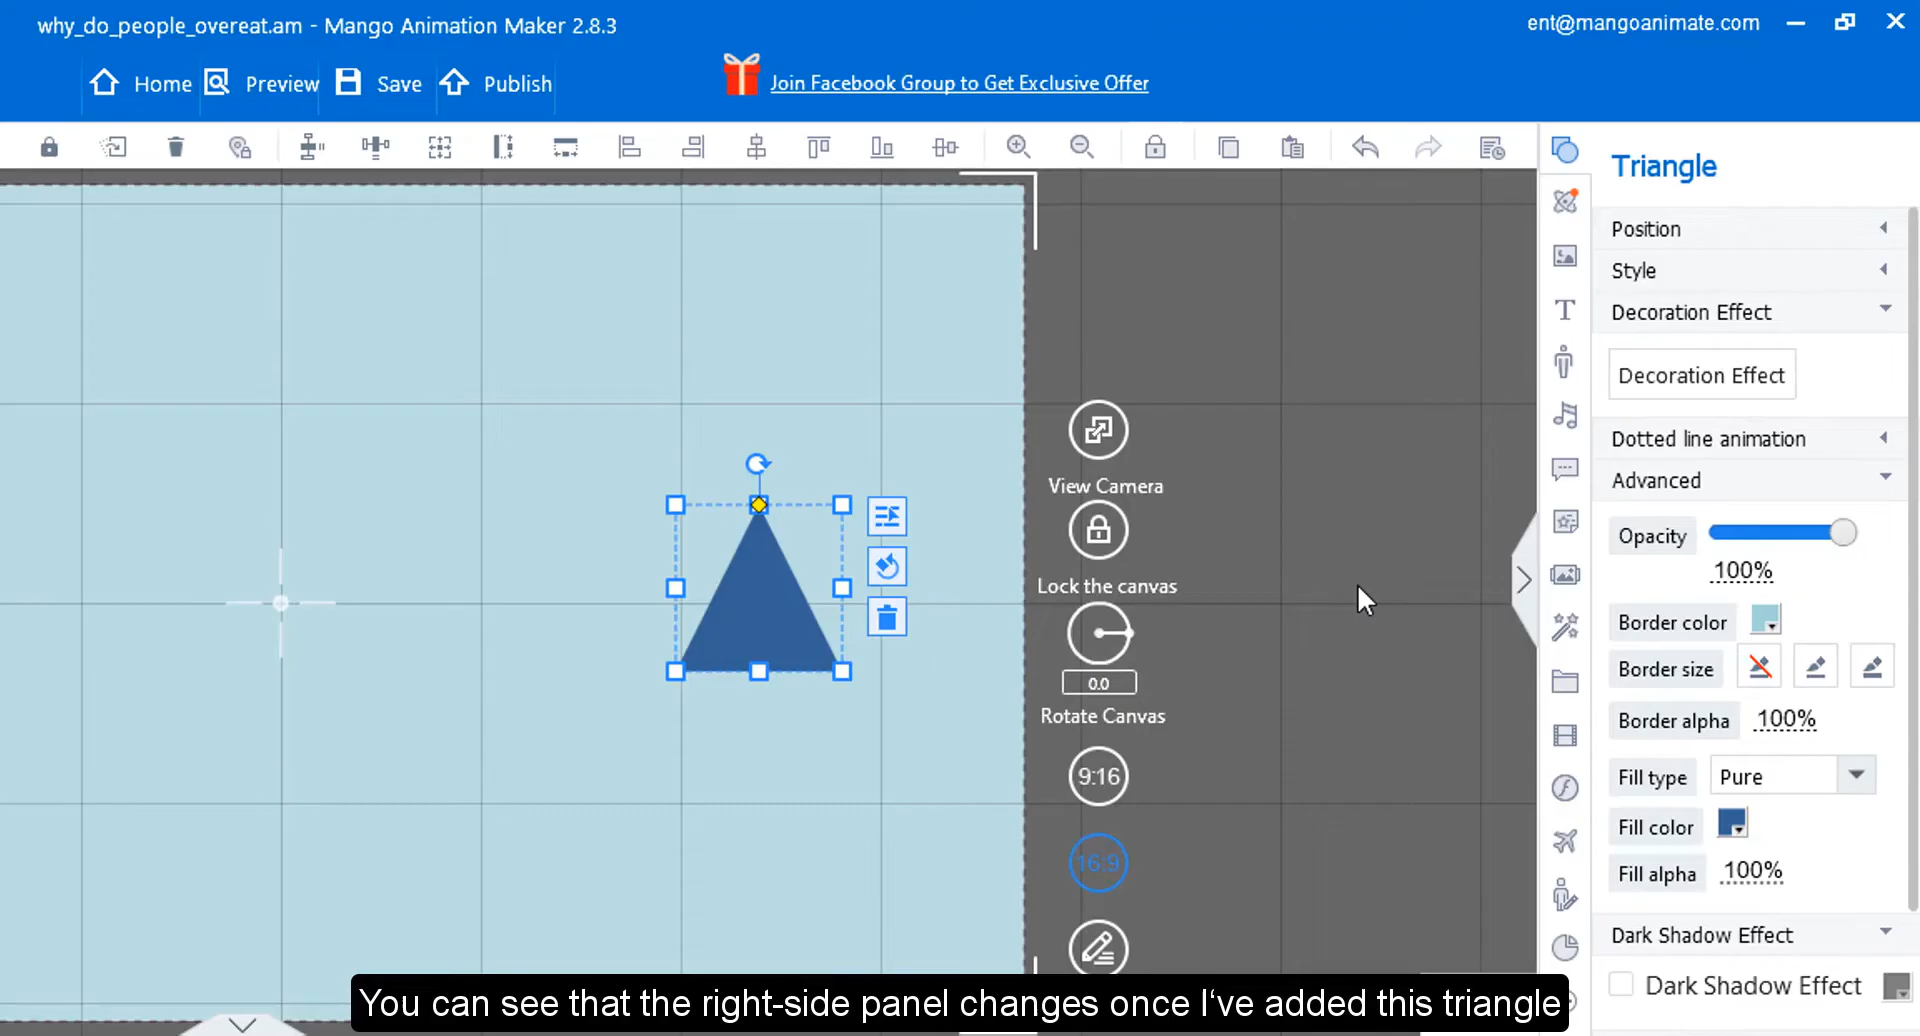 why_do_people_overeat.am - Mango Animation Maker 2.8.3
ent@mangoanimate.com
Home
Preview
Save
Publish
Join Facebook Group to Get Exclusive Offer
Triangle
Position
Style
Decoration Effect
Decoration Effect
Dotted line animation
Advanced
Opacity
100%
Border color
Border size
Border alpha 100%
Fill type Pure
Fill color
Fill alpha 100%
Dark Shadow Effect
Dark Shadow Effect
View Camera
Lock the canvas
0.0
Rotate Canvas
9:16
16:9
You can see that the right-side panel changes once I‘ve added this triangle